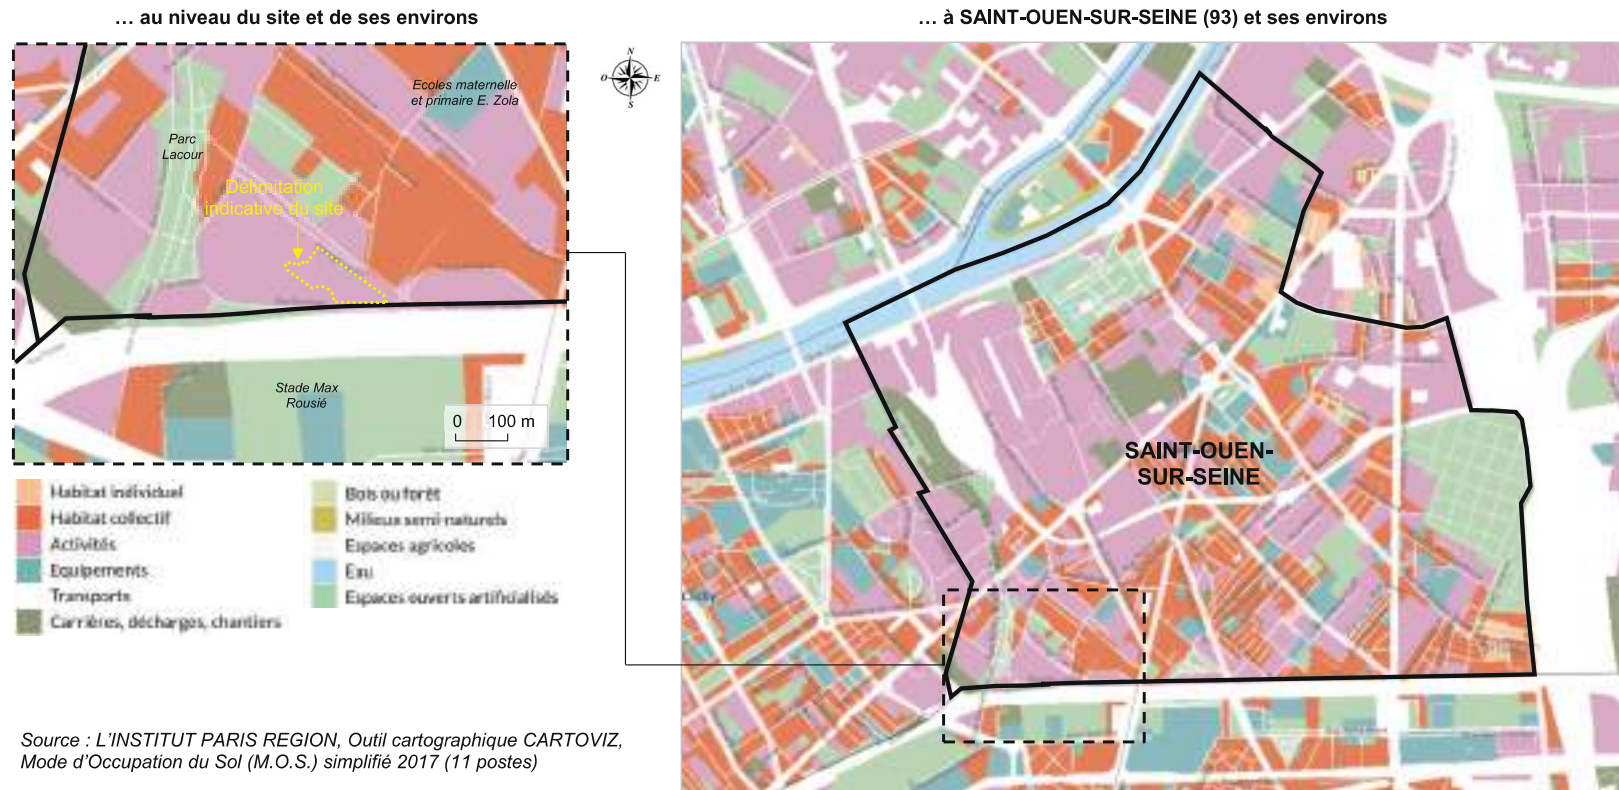 … au niveau du site et de ses environs
… à SAINT-OUEN-SUR-SEINE (93) et ses environs
N
O
E
S
Ecoles maternelle
et primaire E. Zola
Parc
Lacour
Délimitation
indicative du site
Stade Max
Rousié
0 100 m
SAINT-OUEN-
SUR-SEINE
Habitat individuel
Habitat collectif
Activités
Equipements
Transports
Carrières, décharges, chantiers
Bois ou forêt
Milieux semi-naturels
Espaces agricoles
Eau
Espaces ouverts artificialisés
Source : L'INSTITUT PARIS REGION, Outil cartographique CARTOVIZ,
Mode d'Occupation du Sol (M.O.S.) simplifié 2017 (11 postes)